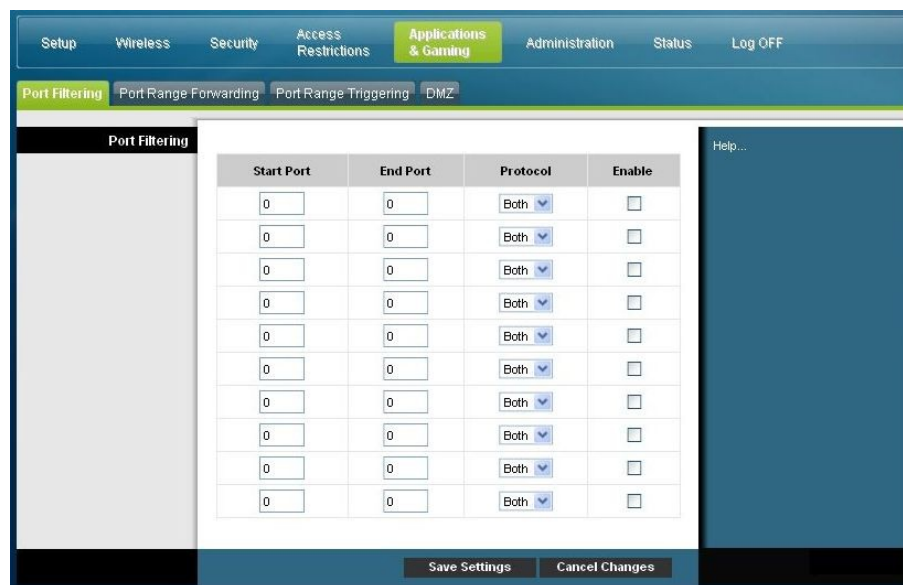 Setup Wireless Security Access Restrictions Applications & Gaming Administration Status Log OFF
Port Filtering Port Range Forwarding Port Range Triggering DMZ
Port Filtering
Help...
Start Port End Port Protocol Enable
0 0 Both
0 0 Both
0 0 Both
0 0 Both
0 0 Both
0 0 Both
0 0 Both
0 0 Both
0 0 Both
0 0 Both
Save Settings Cancel Changes